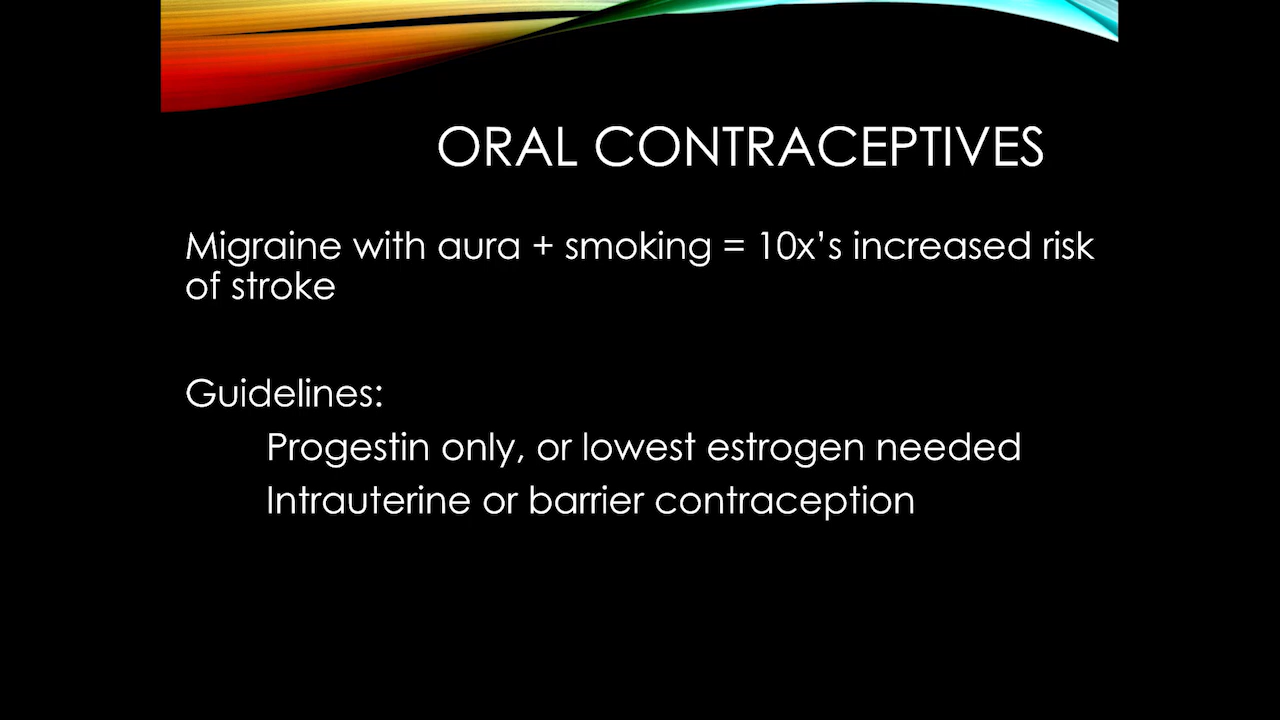 ORAL CONTRACEPTIVES
Migraine with aura + smoking = 10x’s increased risk
of stroke
Guidelines:
Progestin only, or lowest estrogen needed
Intrauterine or barrier contraception